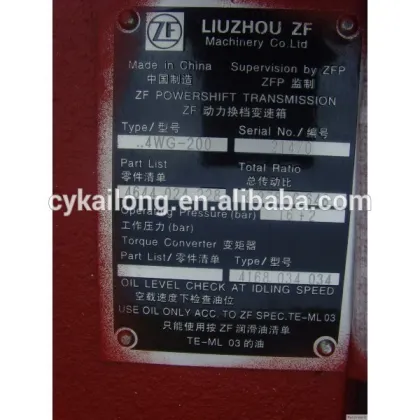 ZF
LIUZHOU ZF
Machinery Co.Ltd
Made in China Supervision by ZFP
中国制造 ZFP 监制
ZF POWERSHIFT TRANSMISSION
ZF 动力换档变速箱
Type/型号 Serial No./编号
..4WG-200
Part List Total Ratio
零件清单 总传动比
cykailong.en.alibaba.com
Operating Pressure (bar) 16+2
工作压力 (bar)
Torque Converter 变矩器
Part List/零件清单 Type/型号
4168 034 034
OIL LEVEL CHECK AT IDLING SPEED
空载速度下检查油位
USE OIL ONLY ACC. TO ZF SPEC.TE-ML 03
只能使用按 ZF 润滑油清单
TE-ML 03 的油